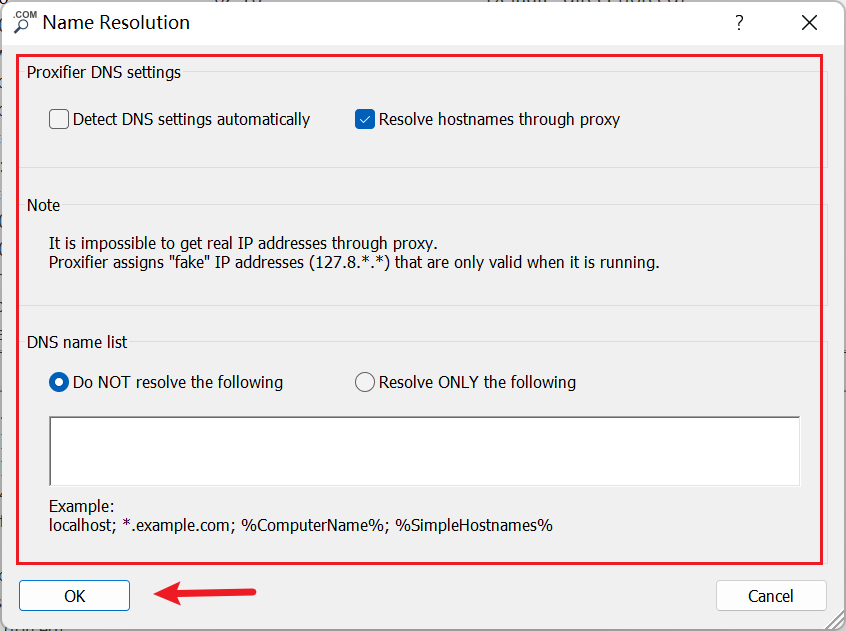 .COM
Name Resolution
?
Proxifier DNS settings
Detect DNS settings automatically
Resolve hostnames through proxy
Note
It is impossible to get real IP addresses through proxy.
Proxifier assigns "fake" IP addresses (127.8.*.*) that are only valid when it is running.
DNS name list
Do NOT resolve the following
Resolve ONLY the following
Example:
localhost; *.example.com; %ComputerName%; %SimpleHostnames%
OK
Cancel